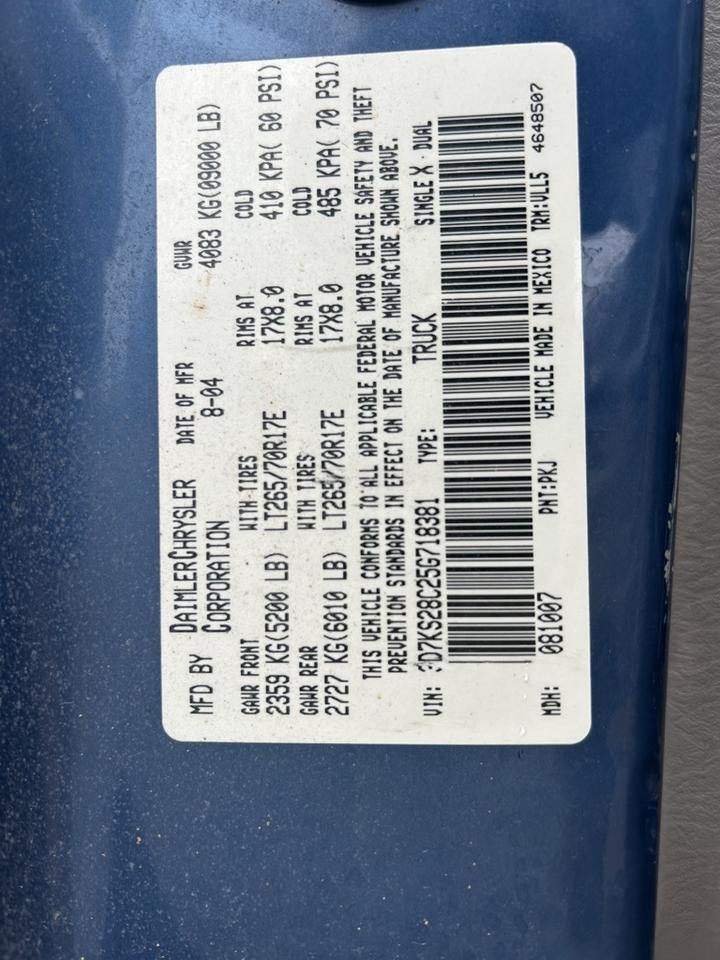 MFD BY DAIMLERCHRYSLER DATE OF MFR GVWR
CORPORATION 8-04 4083 KG(09000 LB)
GAWR FRONT WITH TIRES RIMS AT COLD
2359 KG(5200 LB) LT265/70R17E 17X8.0 410 KPA( 60 PSI)
GAWR REAR WITH TIRES RIMS AT COLD
2727 KG(6010 LB) LT265/70R17E 17X8.0 485 KPA( 70 PSI)
THIS VEHICLE CONFORMS TO ALL APPLICABLE FEDERAL MOTOR VEHICLE SAFETY AND THEFT
PREVENTION STANDARDS IN EFFECT ON THE DATE OF MANUFACTURE SHOWN ABOVE.
VIN: 3D7KS28C25G718381 TYPE: TRUCK SINGLE X DUAL
MDH: 081007 PNT:PKJ VEHICLE MADE IN MEXICO TRM:VLL5 4648507